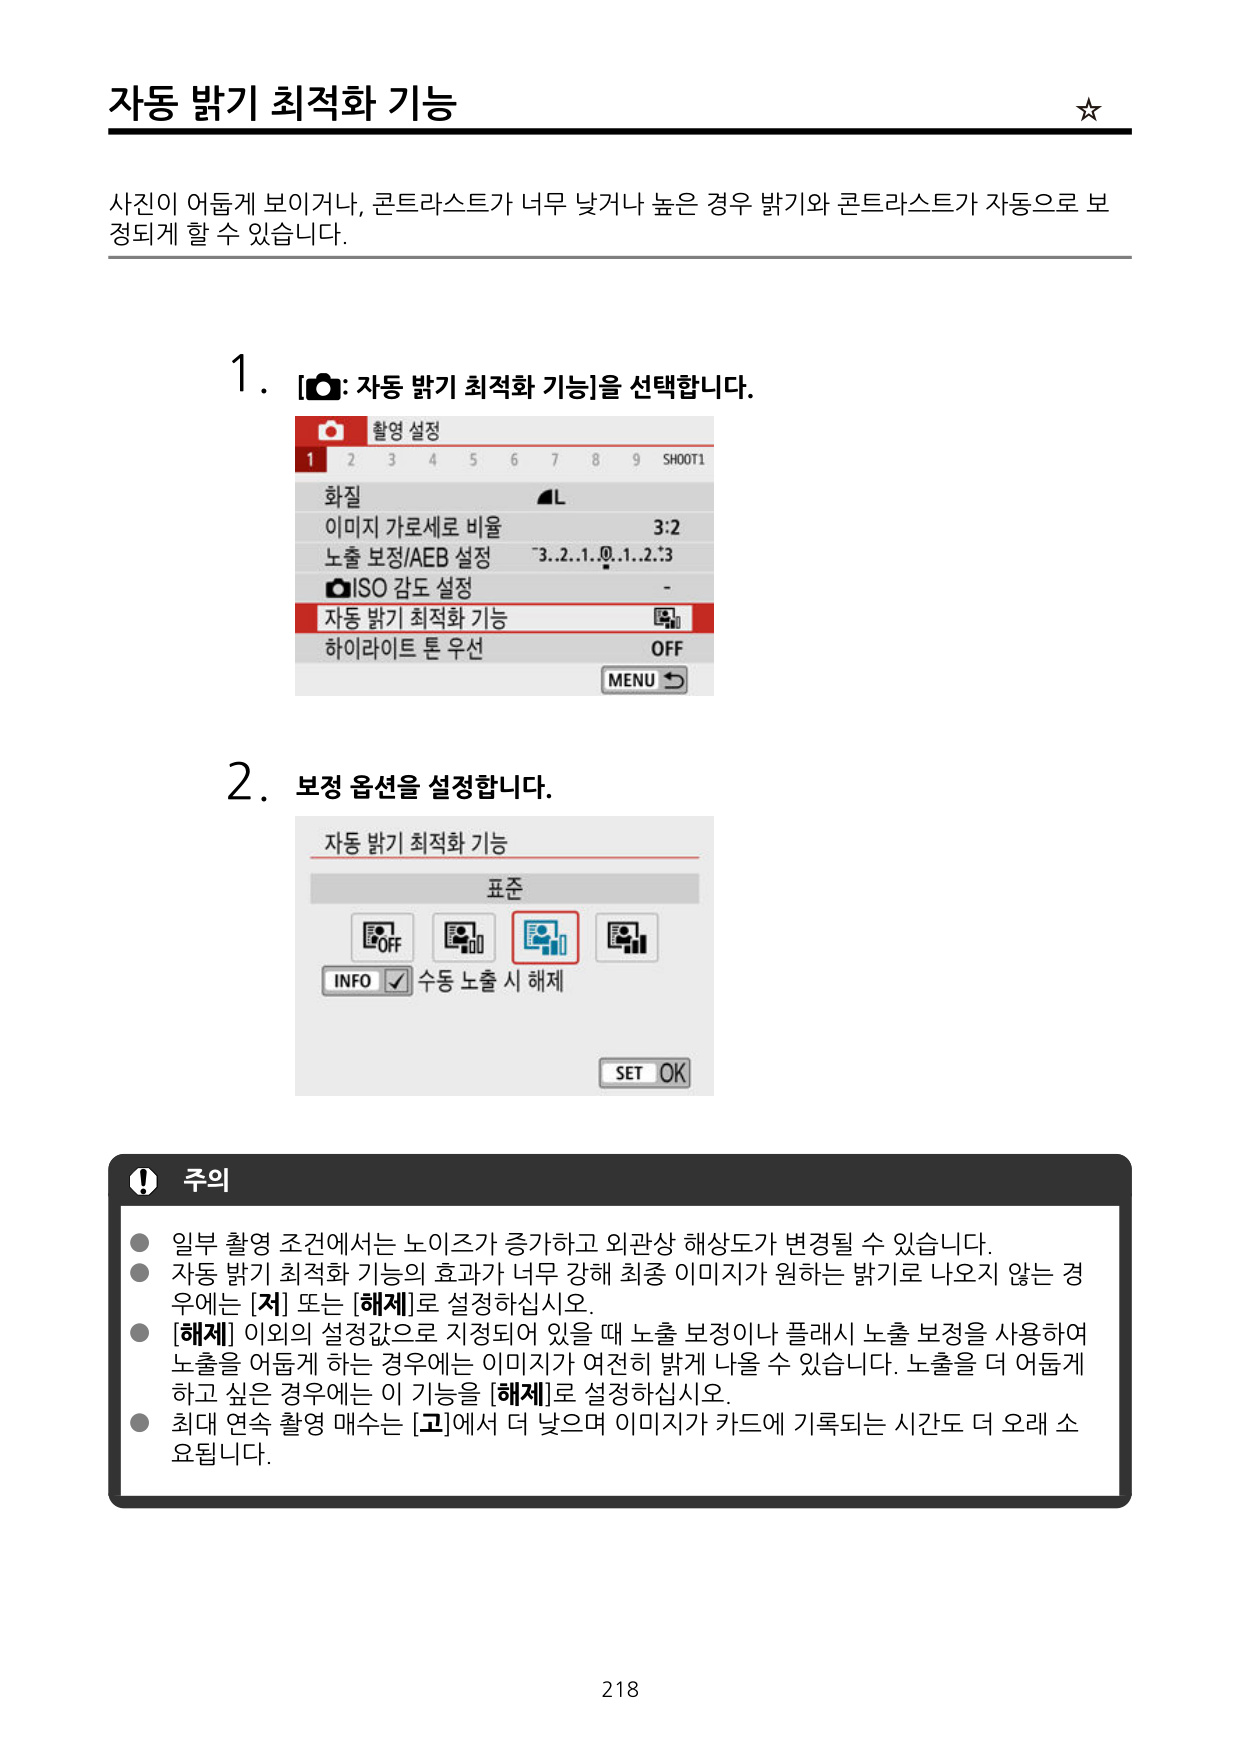 자동 밝기 최적화 기능 ☆
사진이 어둡게 보이거나, 콘트라스트가 너무 낮거나 높은 경우 밝기와 콘트라스트가 자동으로 보
정되게 할 수 있습니다.
1. [📷: 자동 밝기 최적화 기능]을 선택합니다.
촬영 설정
1 2 3 4 5 6 7 8 9 SHOOT1
화질 L
이미지 가로세로 비율 3:2
노출 보정/AEB 설정 -3..2..1..0..1..2..+3
ISO 감도 설정 -
자동 밝기 최적화 기능
하이라이트 톤 우선 OFF
MENU
2. 보정 옵션을 설정합니다.
자동 밝기 최적화 기능
표준
OFF
INFO ✓ 수동 노출 시 해제
SET OK
주의
● 일부 촬영 조건에서는 노이즈가 증가하고 외관상 해상도가 변경될 수 있습니다.
● 자동 밝기 최적화 기능의 효과가 너무 강해 최종 이미지가 원하는 밝기로 나오지 않는 경
우에는 [저] 또는 [해제]로 설정하십시오.
● [해제] 이외의 설정값으로 지정되어 있을 때 노출 보정이나 플래시 노출 보정을 사용하여
노출을 어둡게 하는 경우에는 이미지가 여전히 밝게 나올 수 있습니다. 노출을 더 어둡게
하고 싶은 경우에는 이 기능을 [해제]로 설정하십시오.
● 최대 연속 촬영 매수는 [고]에서 더 낮으며 이미지가 카드에 기록되는 시간도 더 오래 소
요됩니다.
218